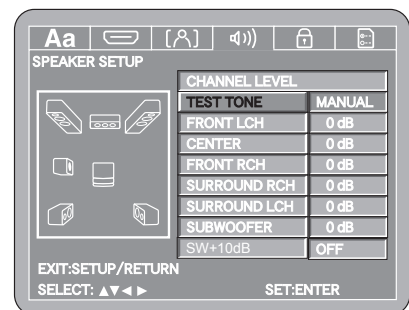 Aa
SPEAKER SETUP
CHANNEL LEVEL
TEST TONE MANUAL
FRONT LCH 0 dB
CENTER 0 dB
FRONT RCH 0 dB
SURROUND RCH 0 dB
SURROUND LCH 0 dB
SUBWOOFER 0 dB
SW+10dB OFF
EXIT:SETUP/RETURN
SELECT: ▲▼◄► SET:ENTER